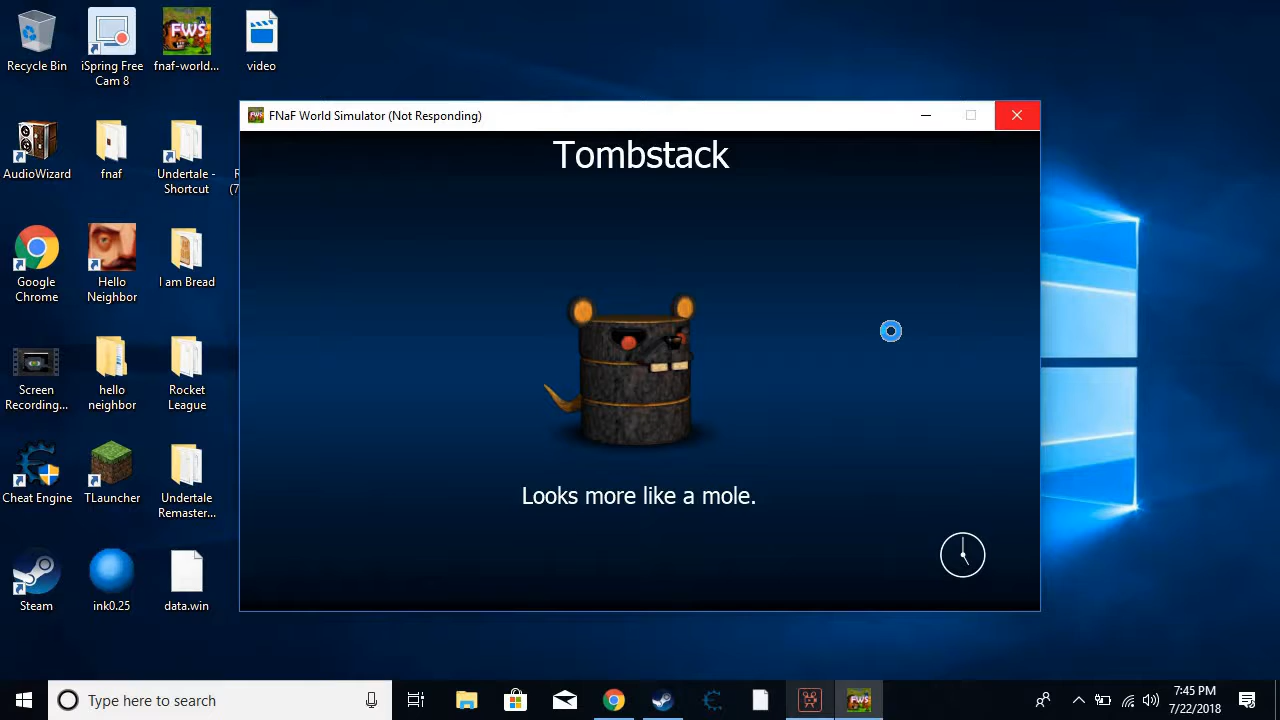 Recycle Bin
iSpring Free
Cam 8
fnaf-world...
video
FWS
AudioWizard
fnaf
Undertale -
Shortcut
R
(7
Google
Chrome
Hello
Neighbor
I am Bread
Screen
Recording...
hello
neighbor
Rocket
League
Cheat Engine
TLauncher
Undertale
Remaster...
Steam
ink0.25
data.win
FNaF World Simulator (Not Responding)
Tombstack
Looks more like a mole.
Type here to search
7:45 PM
7/22/2018